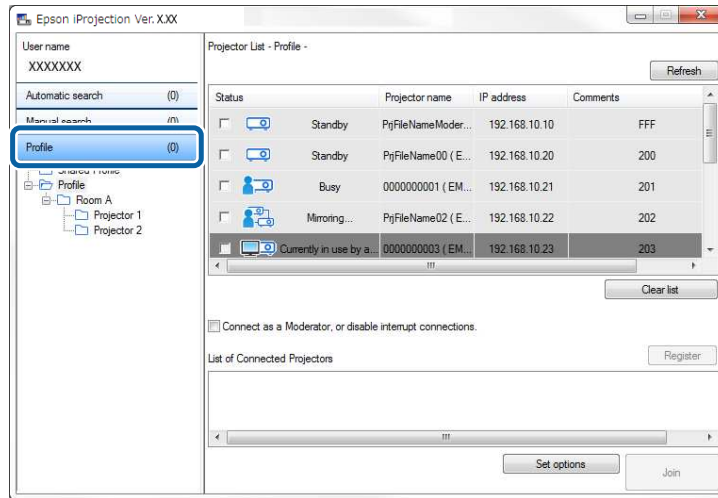 Epson iProjection Ver. X.XX
User name
XXXXXXX
Automatic search (0)
Manual search (0)
Profile (0)
Shared Profile
Profile
Room A
Projector 1
Projector 2
Projector List - Profile -
Refresh
Status Projector name IP address Comments
Standby PrjFileNameModer... 192.168.10.10 FFF
Standby PrjFileName00 ( E... 192.168.10.20 200
Busy 0000000001 ( EM... 192.168.10.21 201
Mirroring... PrjFileName02 ( E... 192.168.10.22 202
Currently in use by a... 0000000003 ( EM... 192.168.10.23 203
Clear list
Connect as a Moderator, or disable interrupt connections.
List of Connected Projectors
Register
Set options
Join